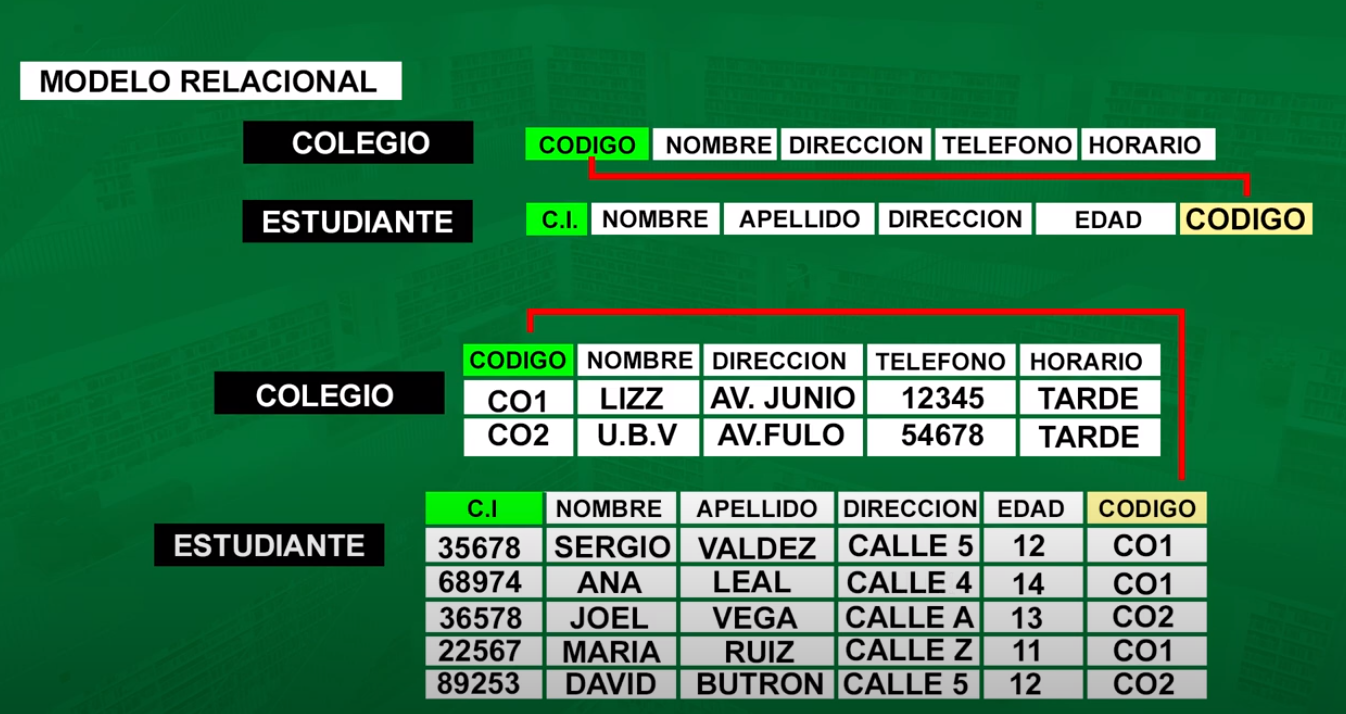 MODELO RELACIONAL
COLEGIO CODIGO NOMBRE DIRECCION TELEFONO HORARIO
ESTUDIANTE C.I. NOMBRE APELLIDO DIRECCION EDAD CODIGO
CODIGO NOMBRE DIRECCION TELEFONO HORARIO
COLEGIO CO1 LIZZ AV. JUNIO 12345 TARDE
CO2 U.B.V AV.FULO 54678 TARDE
C.I NOMBRE APELLIDO DIRECCION EDAD CODIGO
ESTUDIANTE 35678 SERGIO VALDEZ CALLE 5 12 CO1
68974 ANA LEAL CALLE 4 14 CO1
36578 JOEL VEGA CALLE A 13 CO2
22567 MARIA RUIZ CALLE Z 11 CO1
89253 DAVID BUTRON CALLE 5 12 CO2